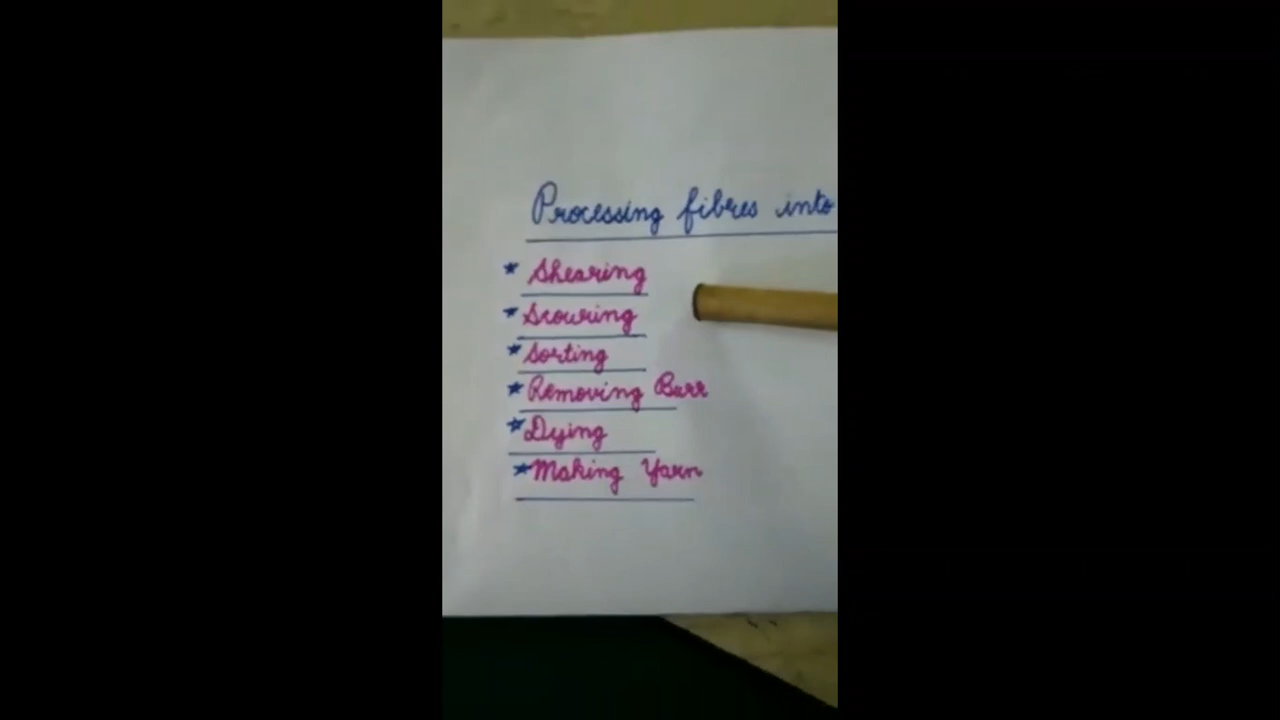 Processing fibres into
* Shearing
* Scouring
* Sorting
* Removing Burr
* Dying
* Making Yarn